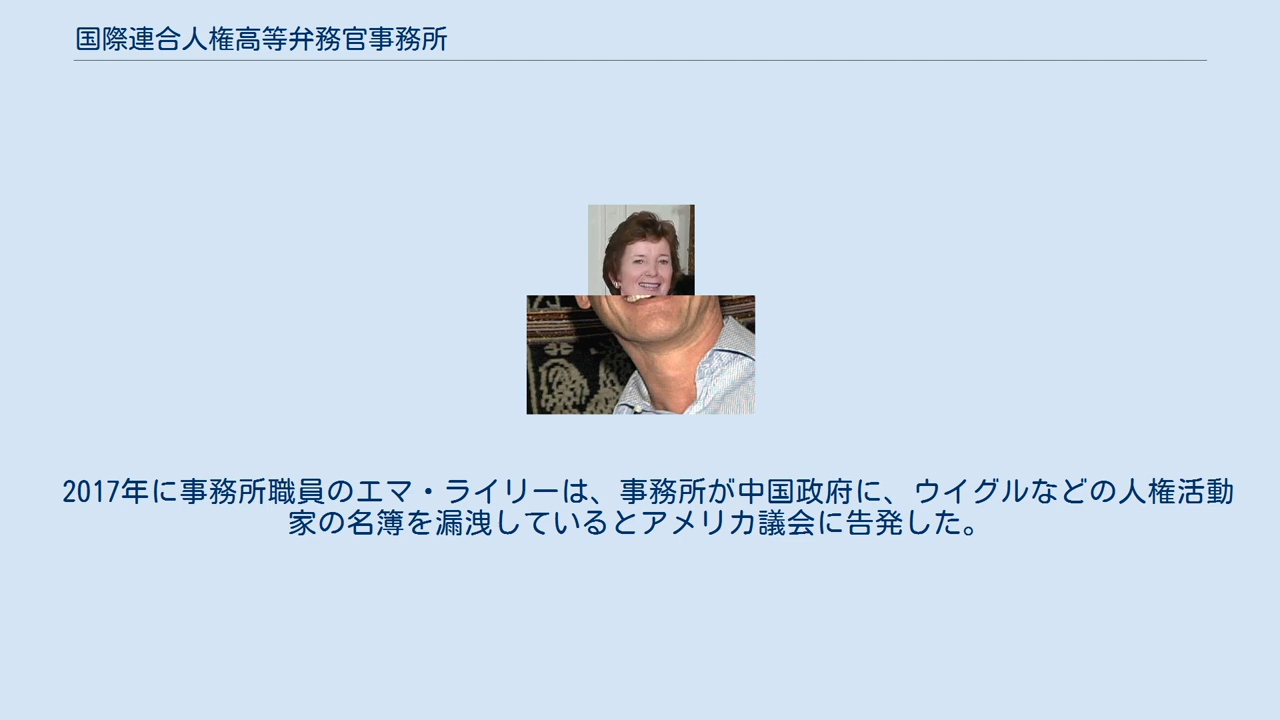 国際連合人権高等弁務官事務所
2017年に事務所職員のエマ・ライリーは、事務所が中国政府に、ウイグルなどの人権活動
家の名簿を漏洩しているとアメリカ議会に告発した。